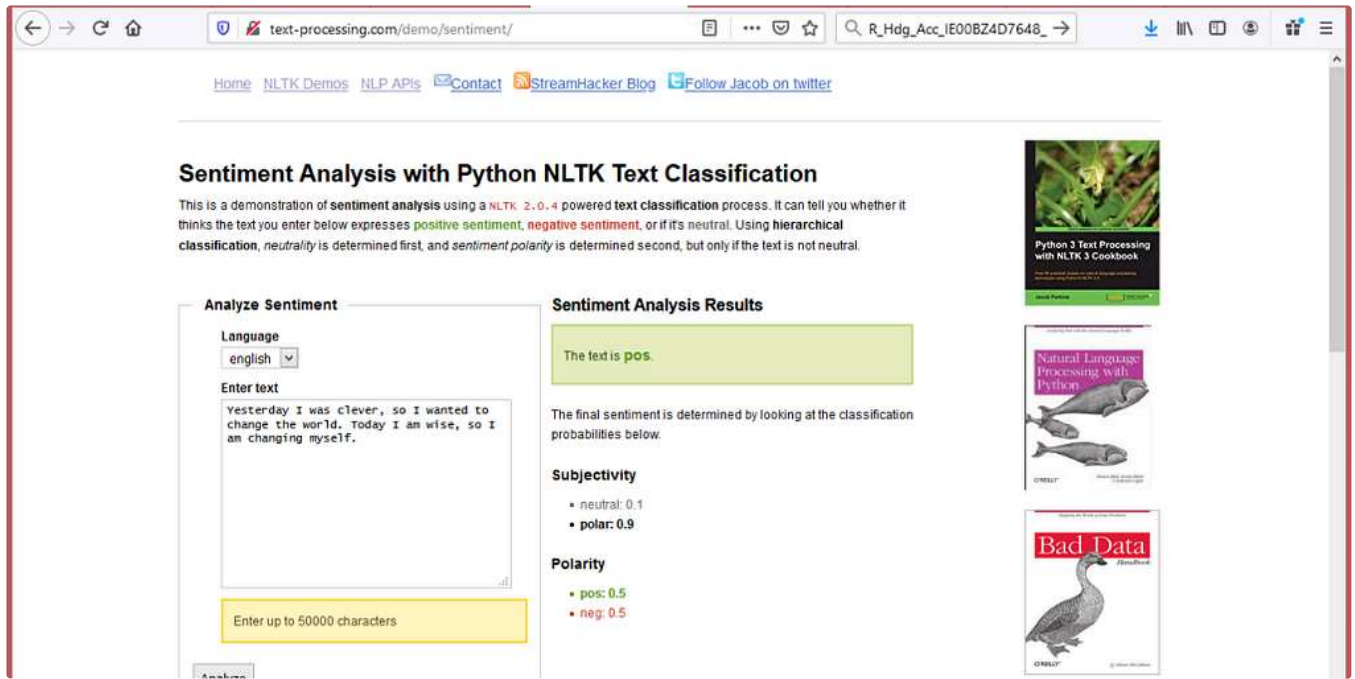 text-processing.com/demo/sentiment/
R_Hdg_Acc_IE00BZ4D7648_
Home NLTK Demos NLP APIs Contact StreamHacker Blog Follow Jacob on twitter
Sentiment Analysis with Python NLTK Text Classification
This is a demonstration of sentiment analysis using a NLTK 2.0.4 powered text classification process. It can tell you whether it
thinks the text you enter below expresses positive sentiment, negative sentiment, or if it's neutral. Using hierarchical
classification, neutrality is determined first, and sentiment polarity is determined second, but only if the text is not neutral.
Analyze Sentiment
Language
english
Enter text
Yesterday I was clever, so I wanted to
change the world. Today I am wise, so I
am changing myself.
Enter up to 50000 characters
Analyze
Sentiment Analysis Results
The text is pos.
The final sentiment is determined by looking at the classification
probabilities below.
Subjectivity
neutral: 0.1
polar: 0.9
Polarity
pos: 0.5
neg: 0.5
Python 3 Text Processing
with NLTK 3 Cookbook
Jacob Perkins
Natural Language
Processing with
Python
O'REILLY
Bad Data
Handbook
O'REILLY